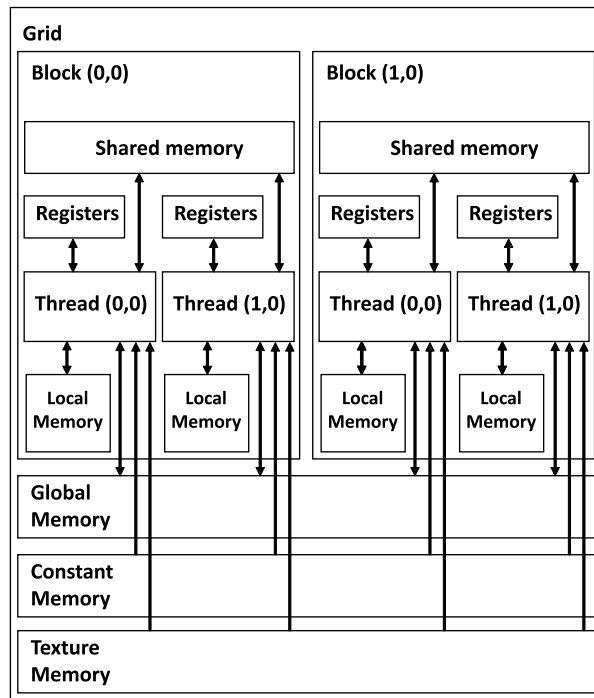 Grid
Block (0,0)
Block (1,0)
Shared memory
Shared memory
Registers
Registers
Registers
Registers
Thread (0,0)
Thread (1,0)
Thread (0,0)
Thread (1,0)
Local
Memory
Local
Memory
Local
Memory
Local
Memory
Global
Memory
Constant
Memory
Texture
Memory